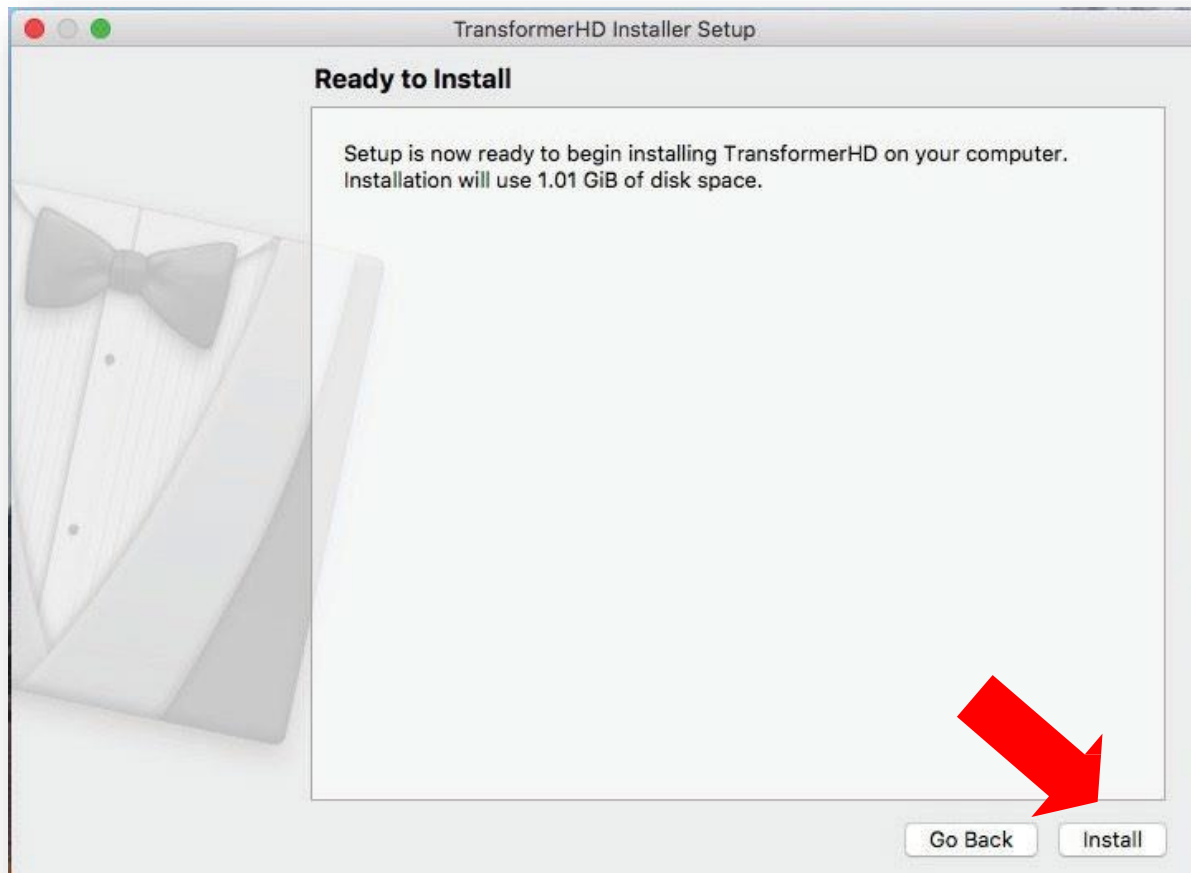 TransformerHD Installer Setup
Ready to Install
Setup is now ready to begin installing TransformerHD on your computer.
Installation will use 1.01 GiB of disk space.
Go Back
Install